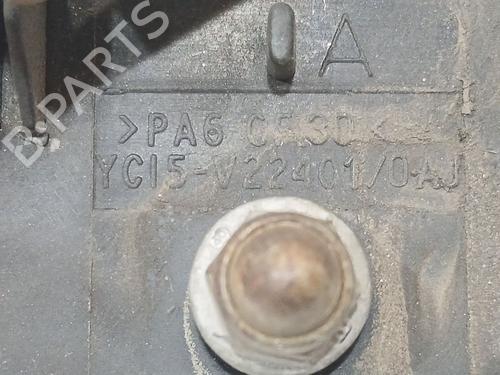 B-PARTS
A
>PA6 GF30<
YC15-V22401/0AJ